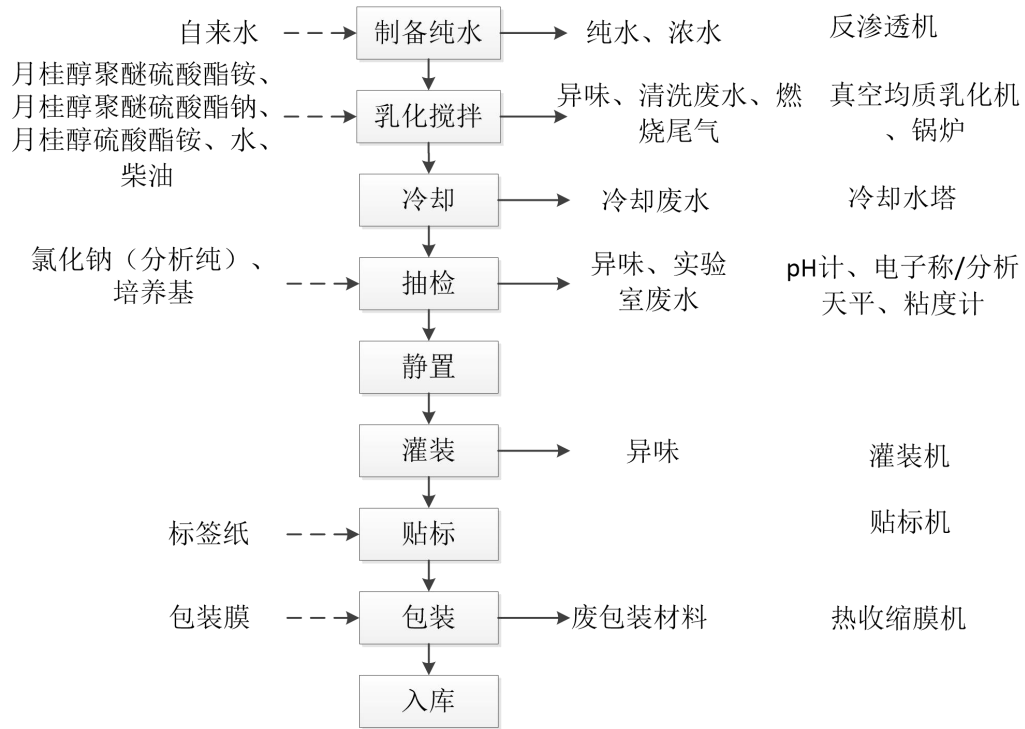 自来水
制备纯水
纯水、浓水
反渗透机
月桂醇聚醚硫酸酯铵、
月桂醇聚醚硫酸酯钠、
月桂醇硫酸酯铵、水、
柴油
乳化搅拌
异味、清洗废水、燃
烧尾气
真空均质乳化机
、锅炉
冷却
冷却废水
冷却水塔
氯化钠（分析纯）、
培养基
抽检
异味、实验
室废水
pH计、电子称/分析
天平、粘度计
静置
灌装
异味
灌装机
标签纸
贴标
贴标机
包装膜
包装
废包装材料
热收缩膜机
入库